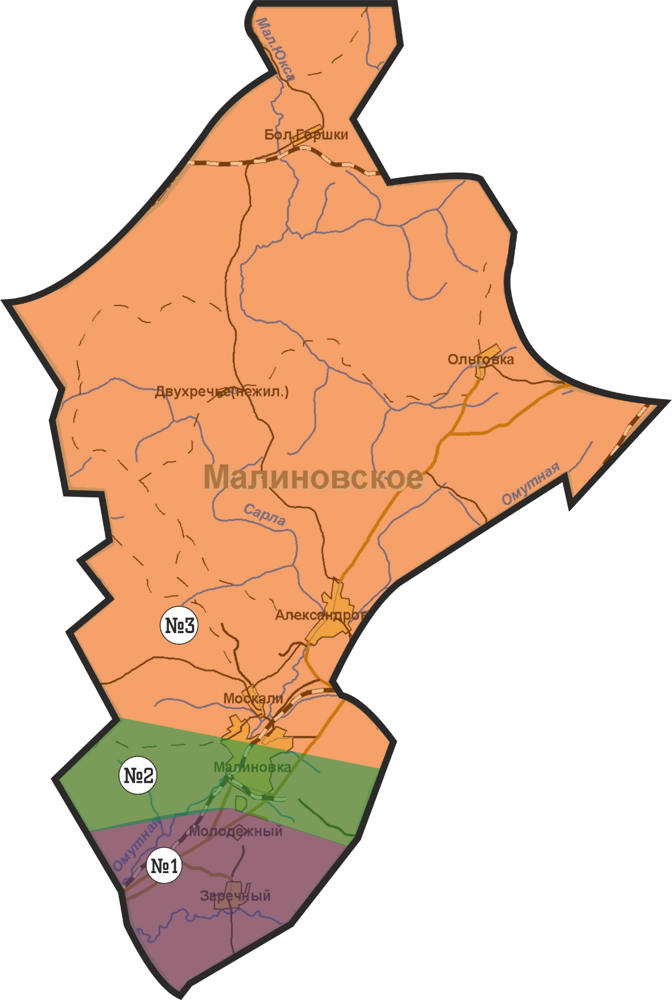 Мал.Юкса
Бол.Горшки
Ольговка
Двухречье(нежил.)
Малиновское
Омутная
Сарла
Александров
№3
Москали
Малиновка
№2
Молодежный
Омутная
№1
Заречный